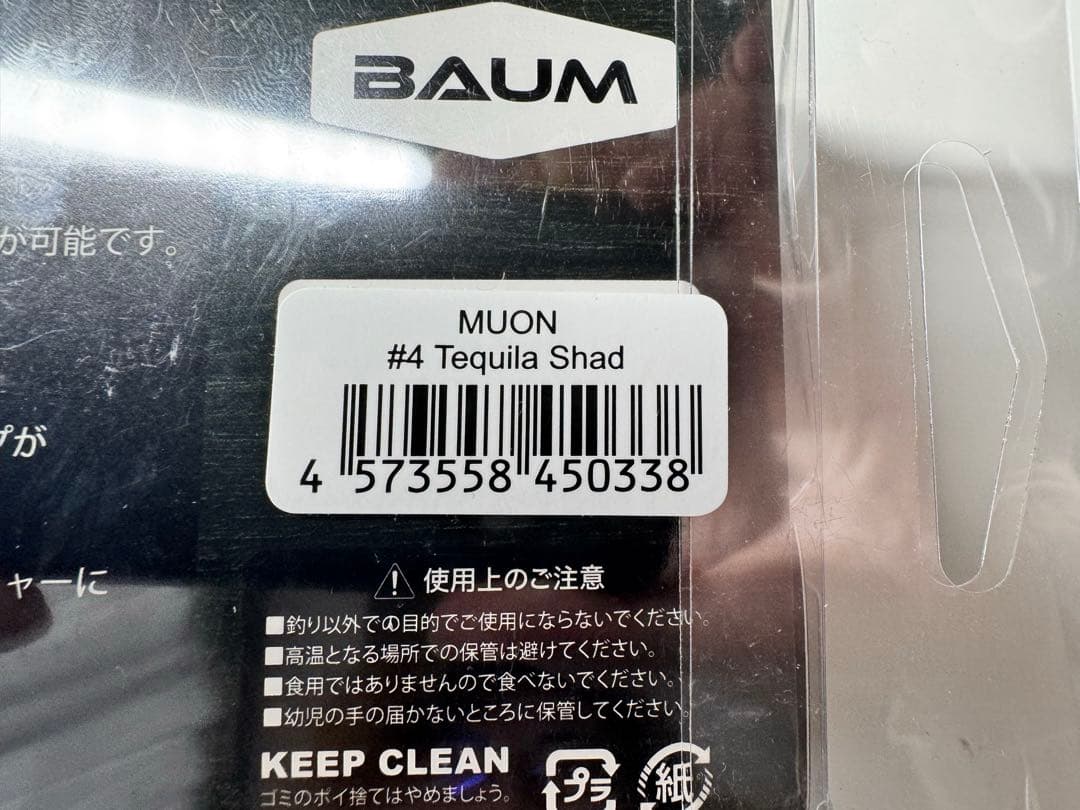 BAUM
が可能です。
MUON
#4 Tequila Shad
4 573558 450338
プが
ャーに
使用上のご注意
■釣り以外での目的でご使用にならないでください。
■高温となる場所での保管は避けてください。
■食用ではありませんので食べないでください。
■幼児の手の届かないところに保管してください。
KEEP CLEAN
ゴミのポイ捨てはやめましょう。
プラ
紙